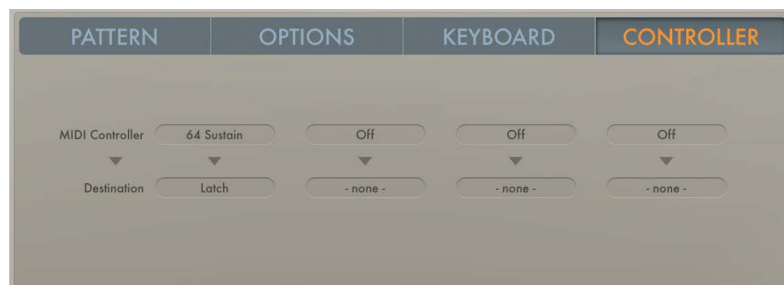 PATTERN OPTIONS KEYBOARD CONTROLLER
MIDI Controller 64 Sustain Off Off Off
Destination Latch - none - - none - - none -